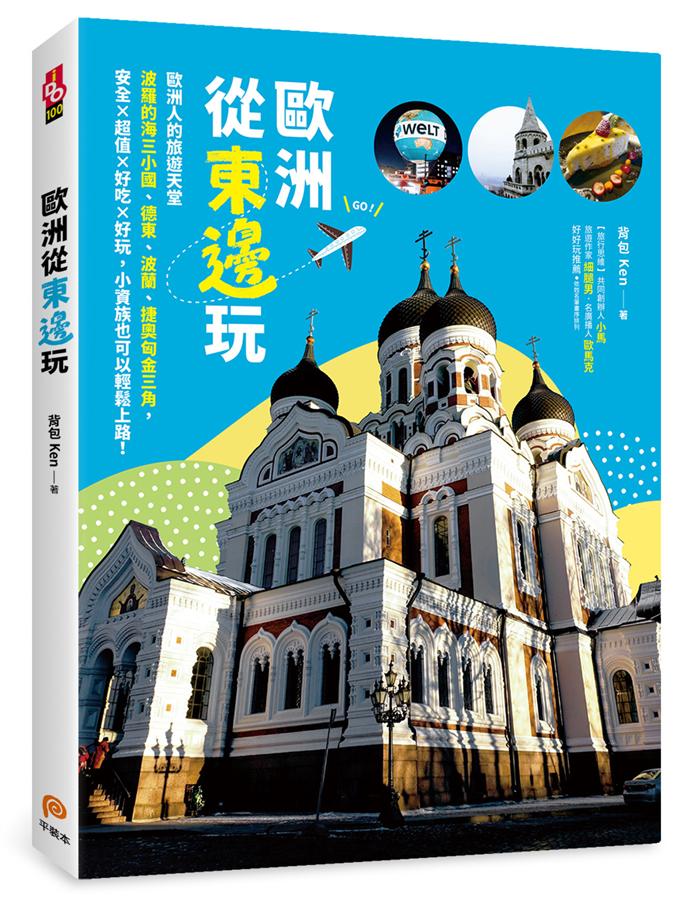 iDO
100
歐洲從東邊玩
背包 Ken——著
平裝本
歐洲
從東邊玩
GO！
歐洲人的旅遊天堂
波羅的海三小國、德東、波蘭、捷奧匈金三角，
安全×超值×好吃×好玩，小資族也可以輕鬆上路！
WELT
背包 Ken——著
【旅行思維】共同創辦人 小馬
旅遊作家 細腿男．名廣播人 歐馬克
好好玩推薦